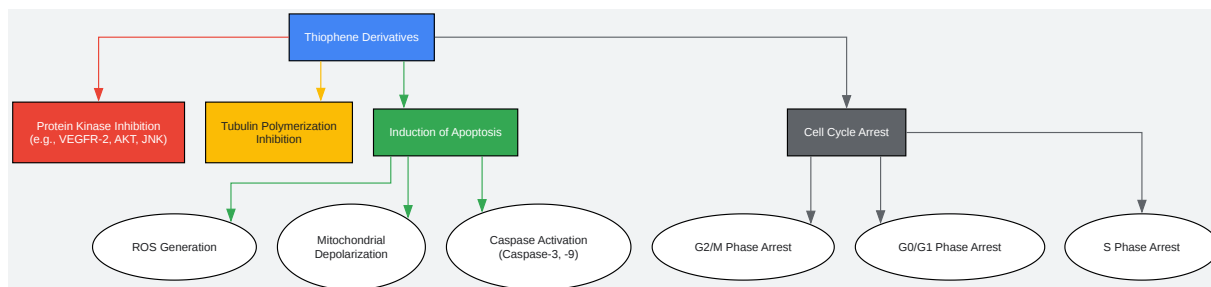 Thiophene Derivatives
Protein Kinase Inhibition
(e.g., VEGFR-2, AKT, JNK)
Tubulin Polymerization
Inhibition
Induction of Apoptosis
Cell Cycle Arrest
ROS Generation
Mitochondrial
Depolarization
Caspase Activation
(Caspase-3, -9)
G2/M Phase Arrest
G0/G1 Phase Arrest
S Phase Arrest